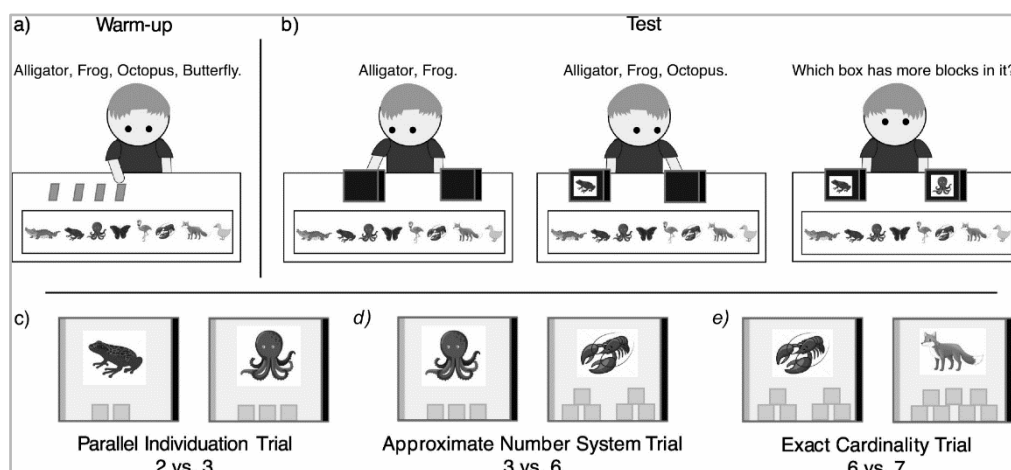 a)
Warm-up
b)
Test
Alligator, Frog, Octopus, Butterfly.
Alligator, Frog.
Alligator, Frog, Octopus.
Which box has more blocks in it?
c)
d)
e)
Parallel Individuation Trial
2 vs. 3
Approximate Number System Trial
3 vs. 6
Exact Cardinality Trial
6 vs. 7